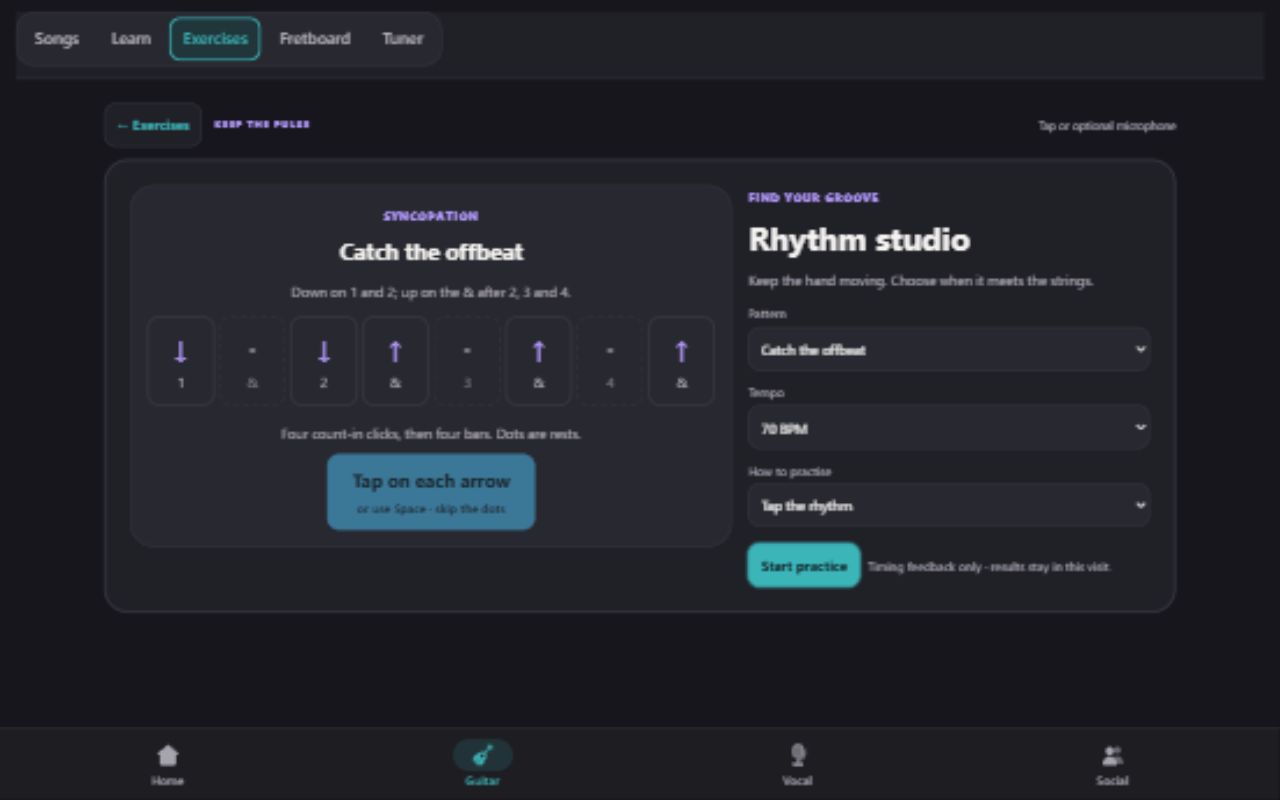 Songs Learn Exercises Fretboard Tuner
← Exercises KEEP THE PULSE Tap or optional microphone
SYNCOPATION
Catch the offbeat
Down on 1 and 2; up on the & after 2, 3 and 4.
↓ - ↓ ↑ - ↑ - ↑
1 & 2 & 3 & 4 &
Four count-in clicks, then four bars. Dots are rests.
Tap on each arrow
or use Space · skip the dots
FIND YOUR GROOVE
Rhythm studio
Keep the hand moving. Choose when it meets the strings.
Pattern
Catch the offbeat
Tempo
70 BPM
How to practise
Tap the rhythm
Start practice Timing feedback only · results stay in this visit.
Home Guitar Vocal Social